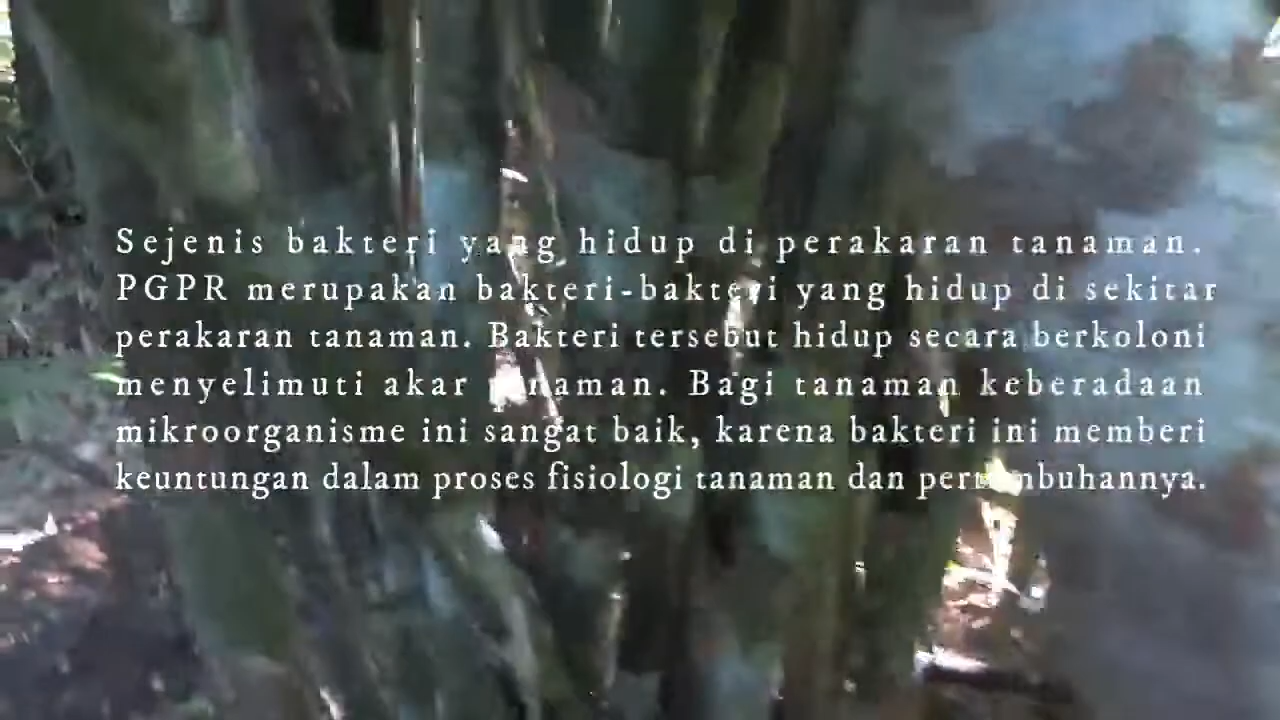 Sejenis bakteri yang hidup di perakaran tanaman.
PGPR merupakan bakteri-bakteri yang hidup di sekitar
perakaran tanaman. Bakteri tersebut hidup secara berkoloni
menyelimuti akar tanaman. Bagi tanaman keberadaan
mikroorganisme ini sangat baik, karena bakteri ini memberi
keuntungan dalam proses fisiologi tanaman dan pertumbuhannya.